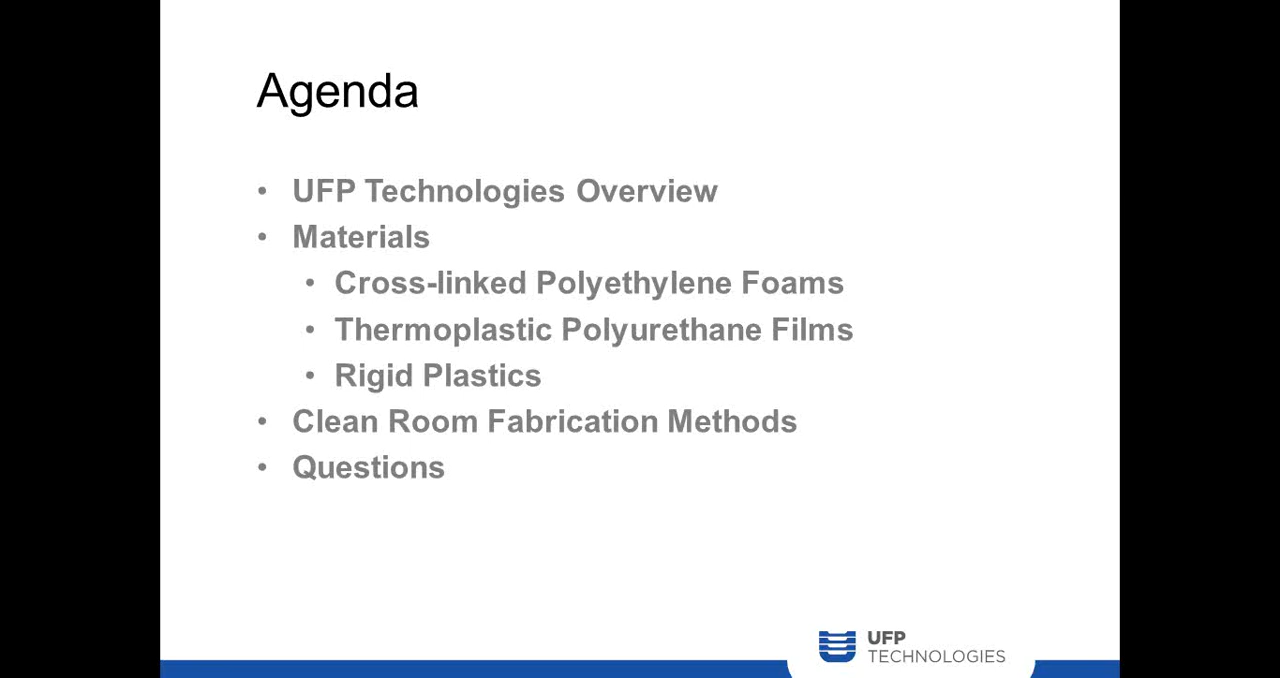 Agenda
• UFP Technologies Overview
• Materials
• Cross-linked Polyethylene Foams
• Thermoplastic Polyurethane Films
• Rigid Plastics
• Clean Room Fabrication Methods
• Questions
UFP
TECHNOLOGIES